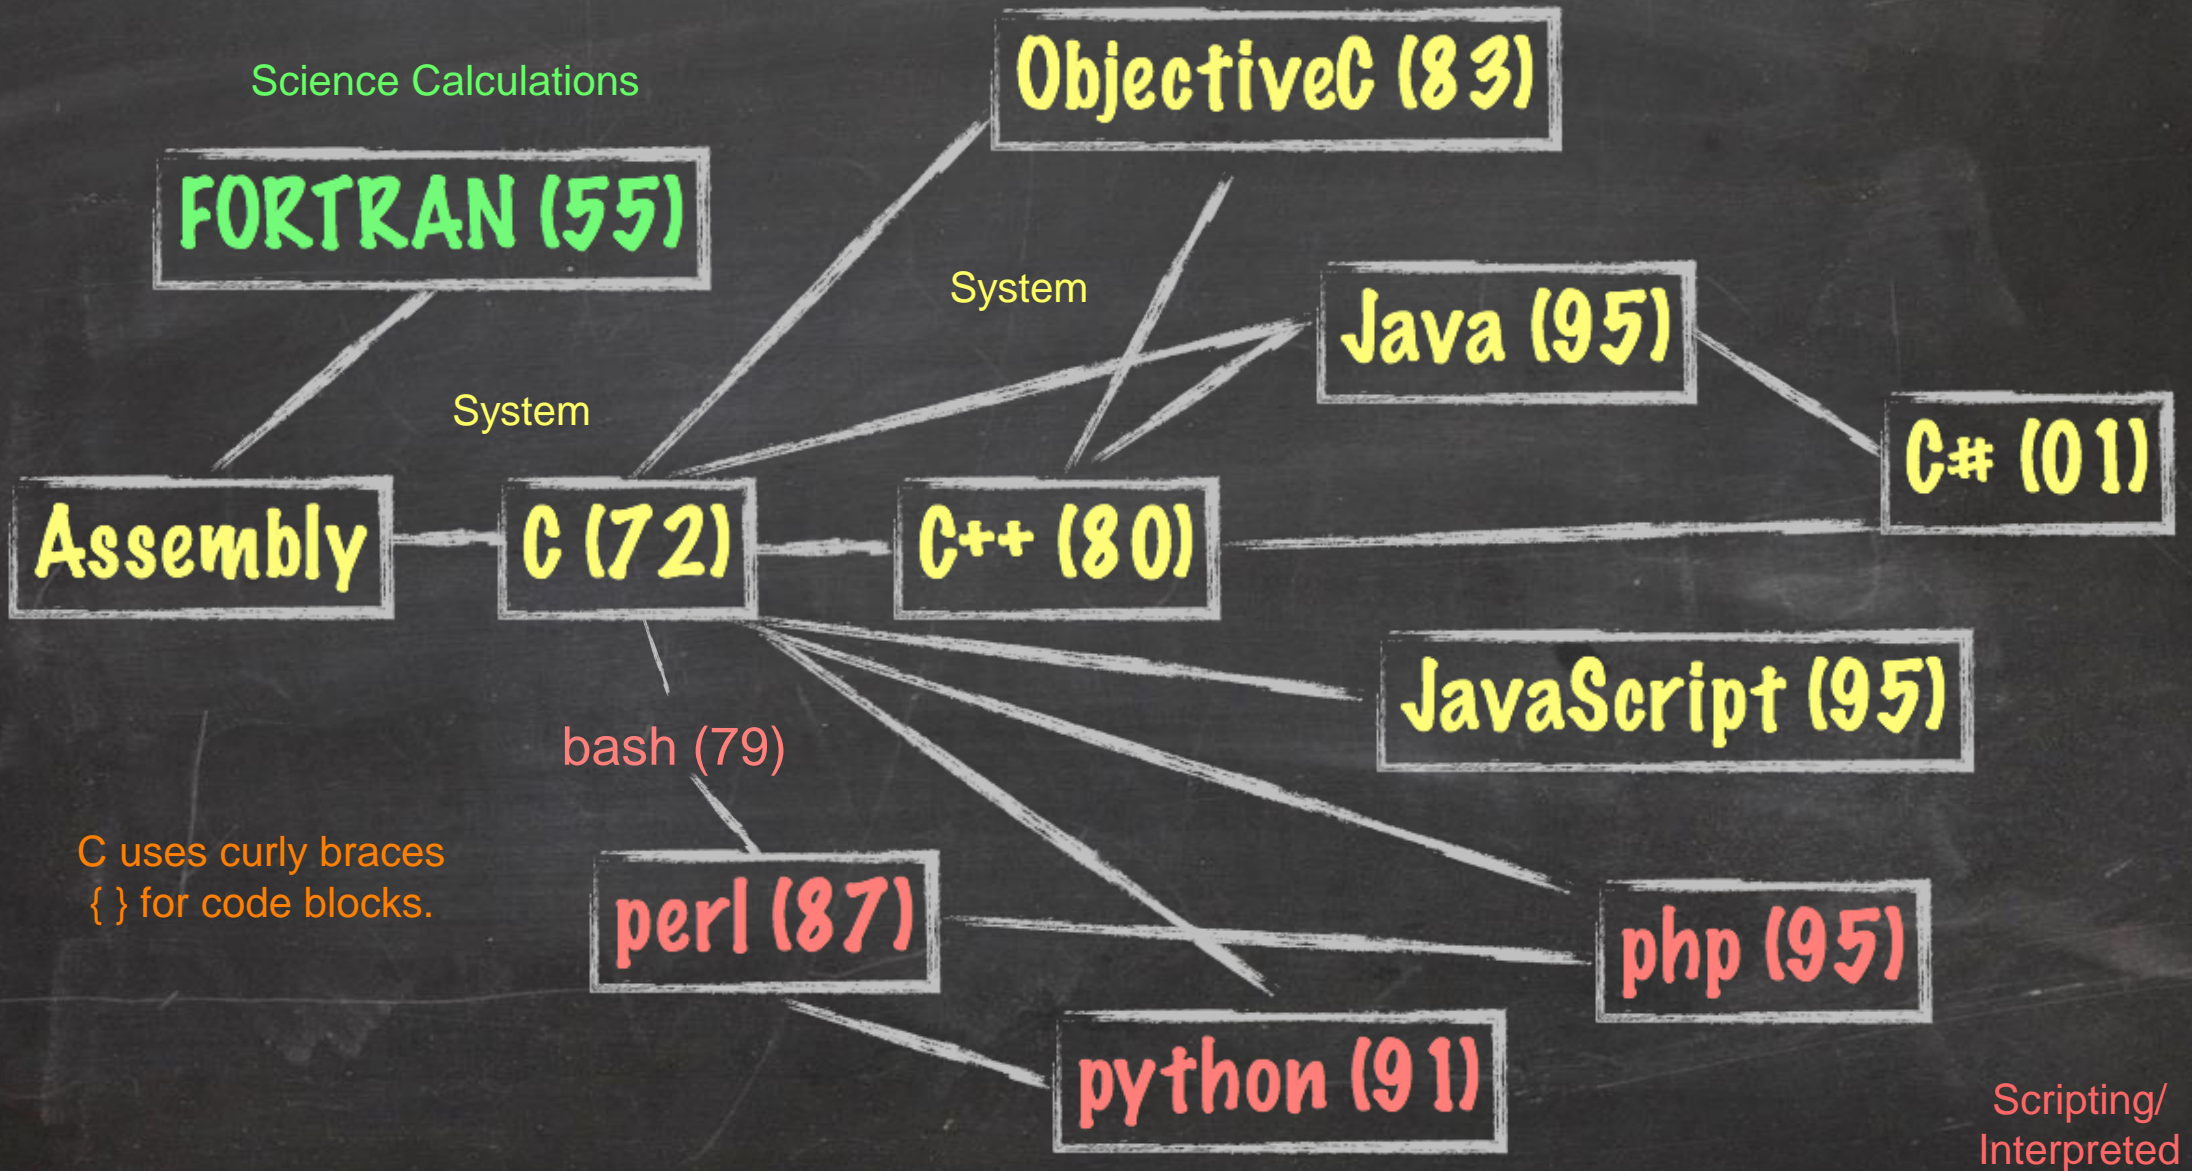 ObjectiveC (83)
Science Calculations
FORTRAN (55)
System
Java (95)
System
C# (01)
Assembly
C (72)
C++ (80)
JavaScript (95)
bash (79)
C uses curly braces
{ } for code blocks.
perl (87)
php (95)
python (91)
Scripting/
Interpreted